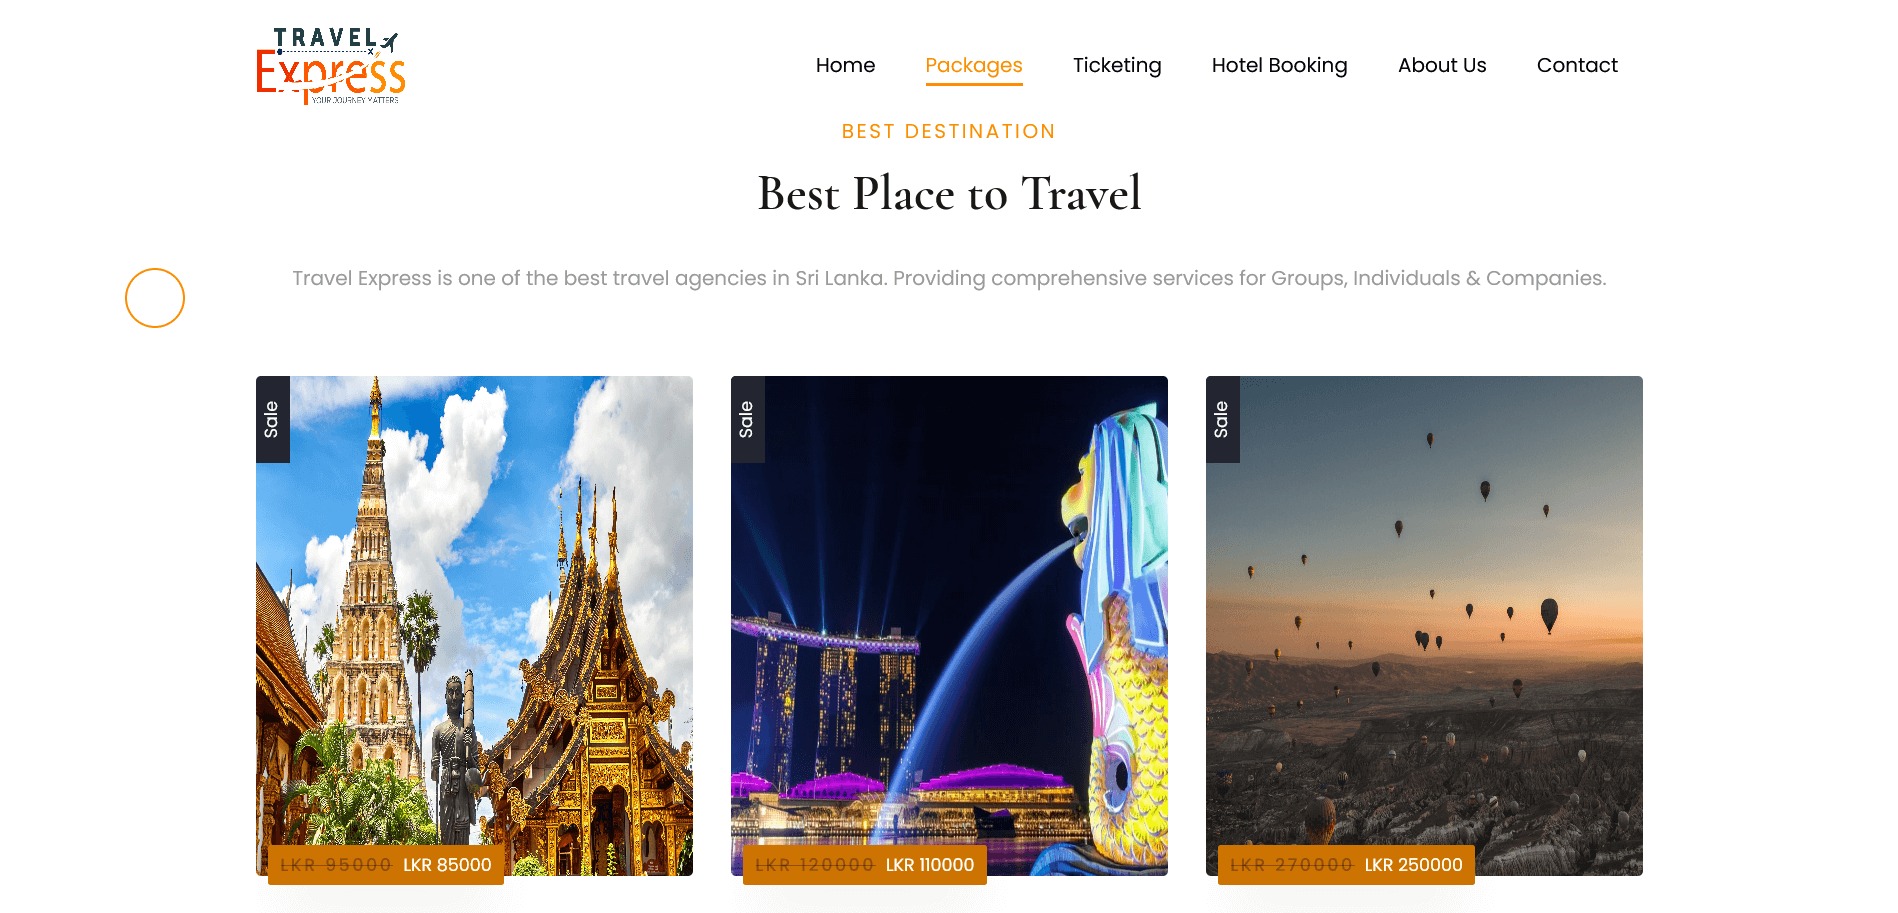 TRAVEL
Express
YOUR JOURNEY MATTERS
Home Packages Ticketing Hotel Booking About Us Contact
BEST DESTINATION
Best Place to Travel
Travel Express is one of the best travel agencies in Sri Lanka. Providing comprehensive services for Groups, Individuals & Companies.
Sale
Sale
Sale
LKR 95000 LKR 85000
LKR 120000 LKR 110000
LKR 270000 LKR 250000